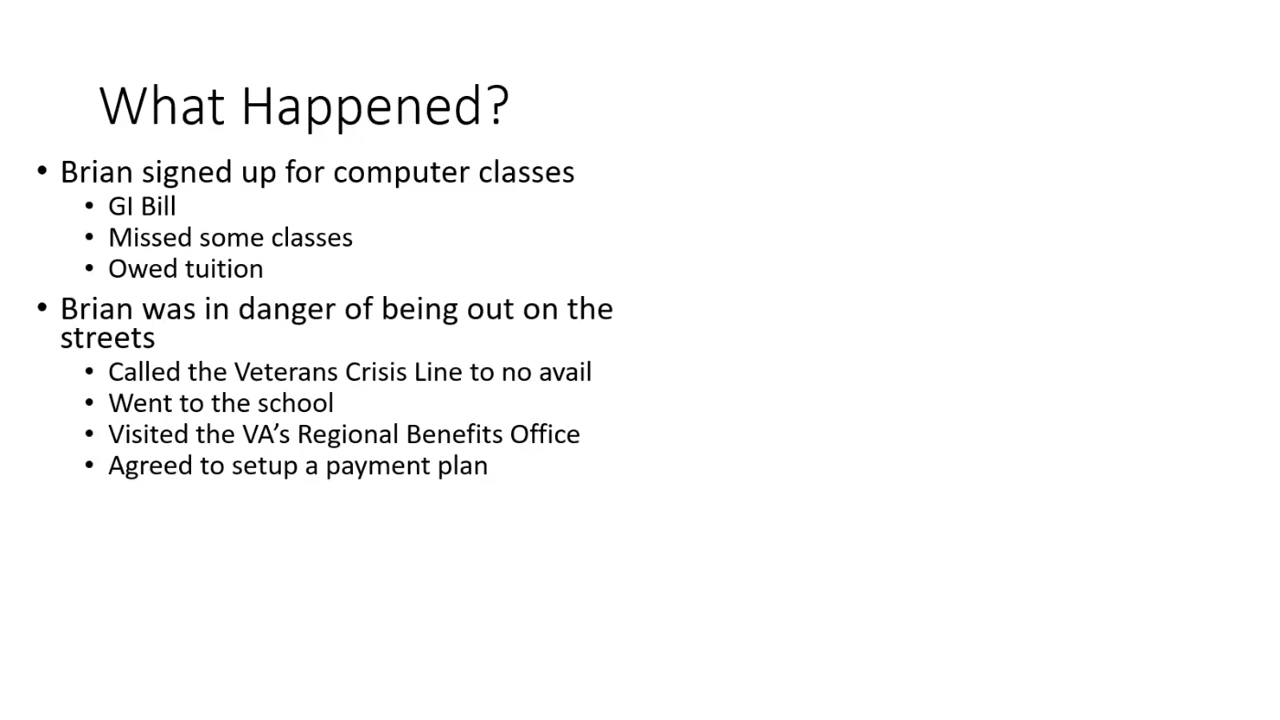 What Happened?
• Brian signed up for computer classes
• GI Bill
• Missed some classes
• Owed tuition
• Brian was in danger of being out on the
streets
• Called the Veterans Crisis Line to no avail
• Went to the school
• Visited the VA’s Regional Benefits Office
• Agreed to setup a payment plan